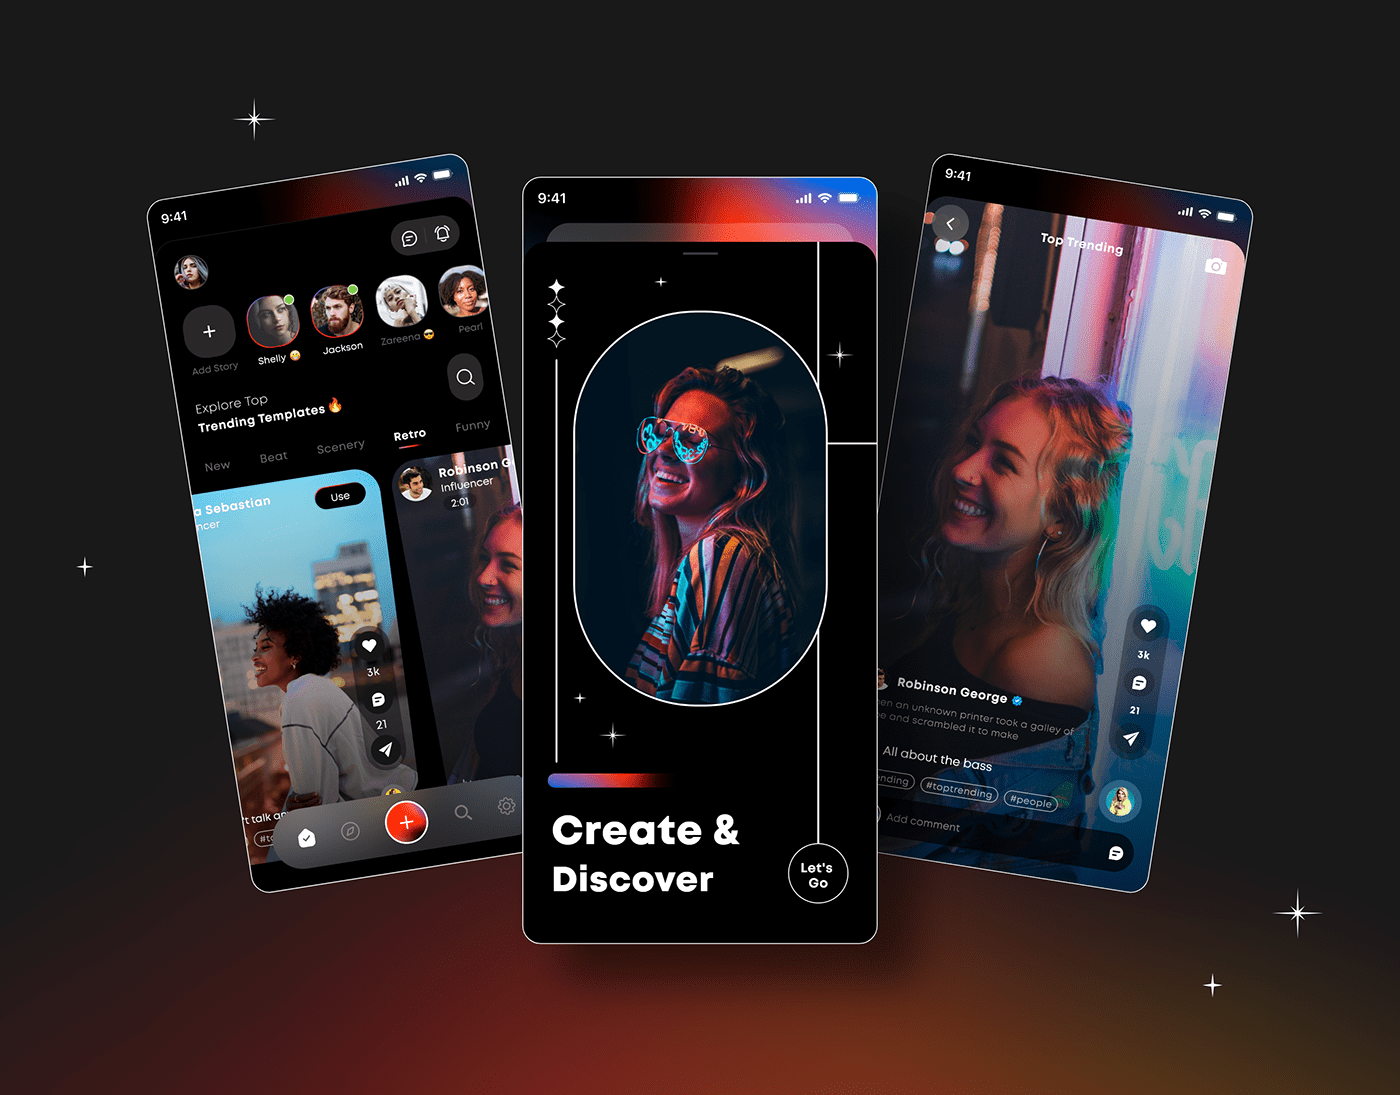 9:41
Add Story
Shelly 😁
Jackson
Zareena 😎
Pearl
Explore Top
Trending Templates 🔥
New
Beat
Scenery
Retro
Funny
a Sebastian
ncer
Use
Robinson G
Influencer
2:01
3k
21
't talk an
#to
9:41
Create &
Discover
Let's
Go
9:41
Top Trending
3k
21
Robinson George
en an unknown printer took a galley of
e and scrambled it to make
All about the bass
ending
#toptrending
#people
Add comment